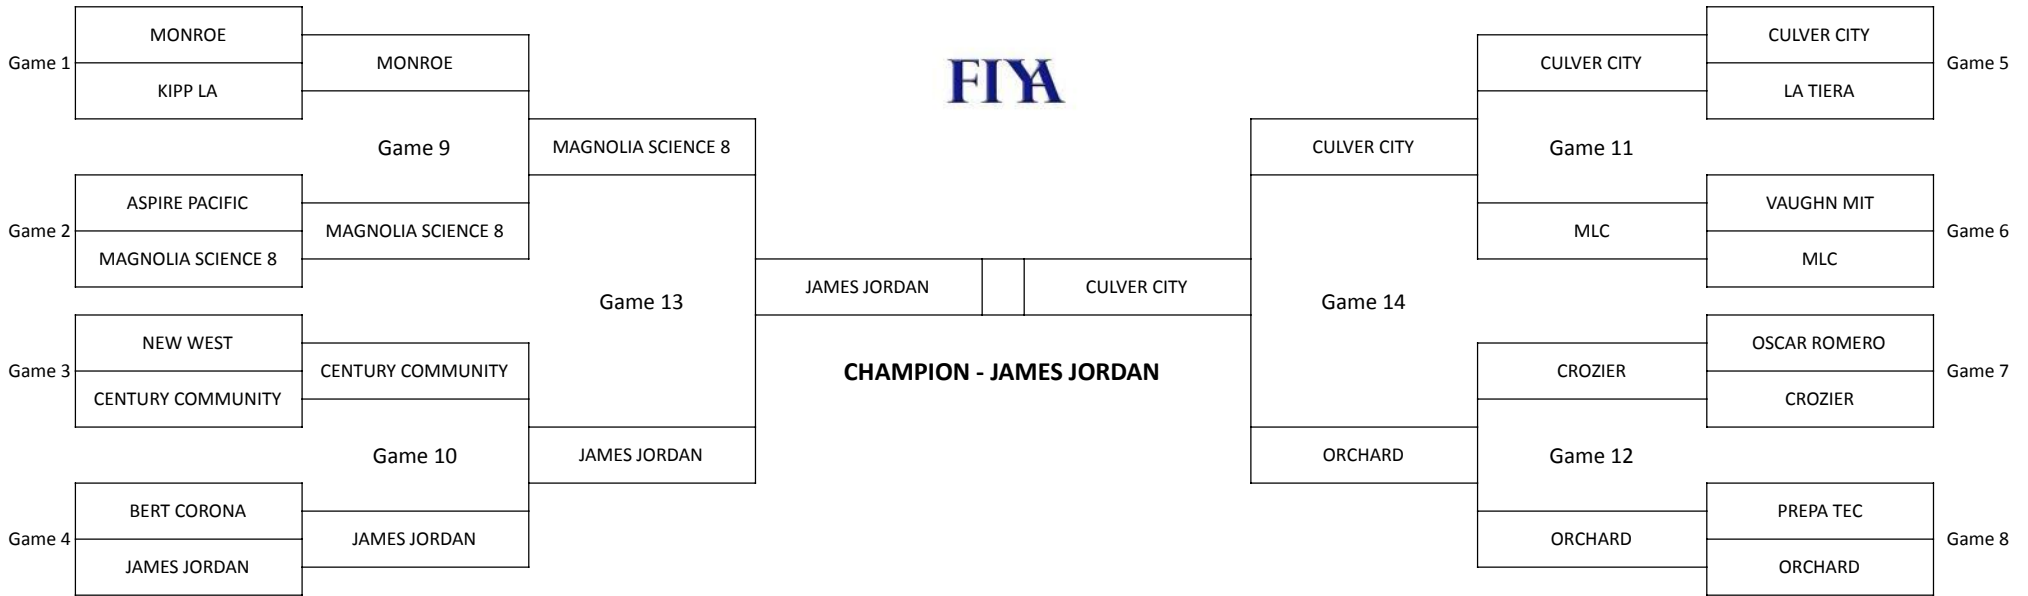 MONROE
Game 1
KIPP LA
MONROE
Game 9
ASPIRE PACIFIC
Game 2
MAGNOLIA SCIENCE 8
MAGNOLIA SCIENCE 8
MAGNOLIA SCIENCE 8
NEW WEST
Game 3
CENTURY COMMUNITY
CENTURY COMMUNITY
Game 10
BERT CORONA
Game 4
JAMES JORDAN
JAMES JORDAN
JAMES JORDAN
Game 13
FIYA
JAMES JORDAN
CULVER CITY
CHAMPION - JAMES JORDAN
CULVER CITY
Game 14
ORCHARD
CULVER CITY
Game 11
MLC
CROZIER
Game 12
ORCHARD
CULVER CITY
Game 5
LA TIERA
VAUGHN MIT
Game 6
MLC
OSCAR ROMERO
Game 7
CROZIER
PREPA TEC
Game 8
ORCHARD